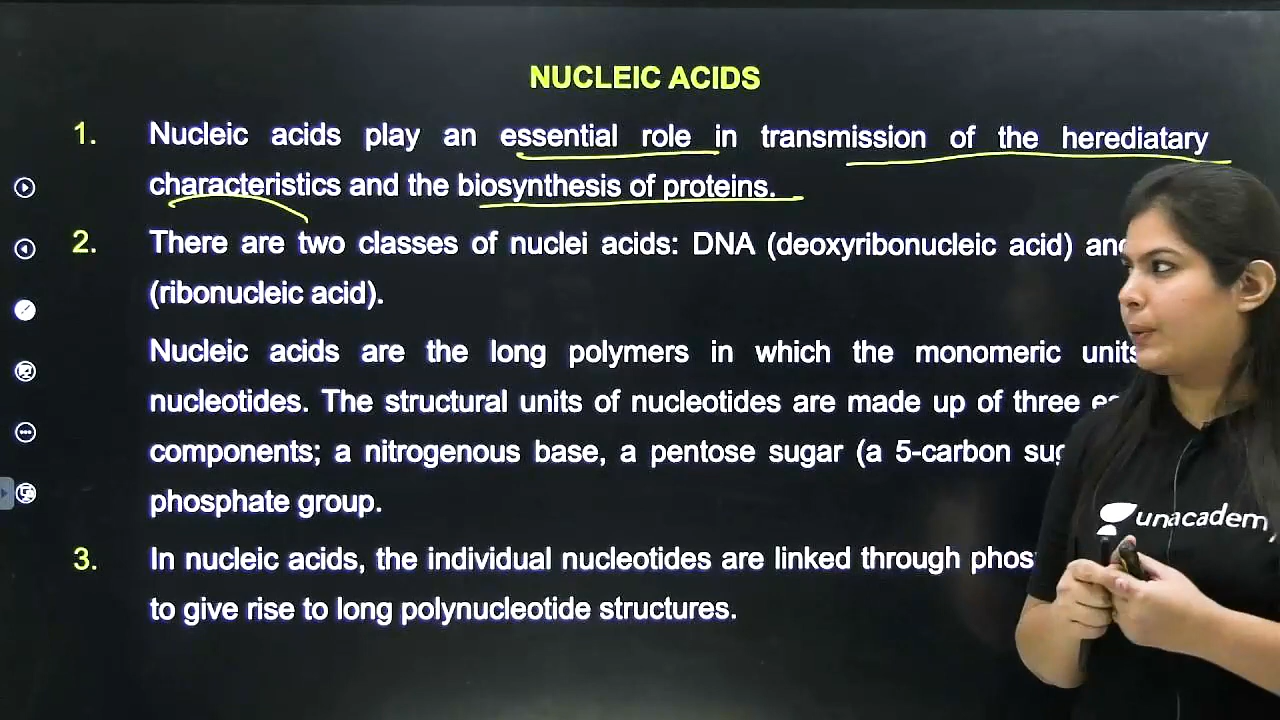 NUCLEIC ACIDS
1. Nucleic acids play an essential role in transmission of the herediatary
characteristics and the biosynthesis of proteins.
2. There are two classes of nuclei acids: DNA (deoxyribonucleic acid) and
(ribonucleic acid).
Nucleic acids are the long polymers in which the monomeric units
nucleotides. The structural units of nucleotides are made up of three
components; a nitrogenous base, a pentose sugar (a 5-carbon
phosphate group.
3. In nucleic acids, the individual nucleotides are linked through
to give rise to long polynucleotide structures.
unacademy